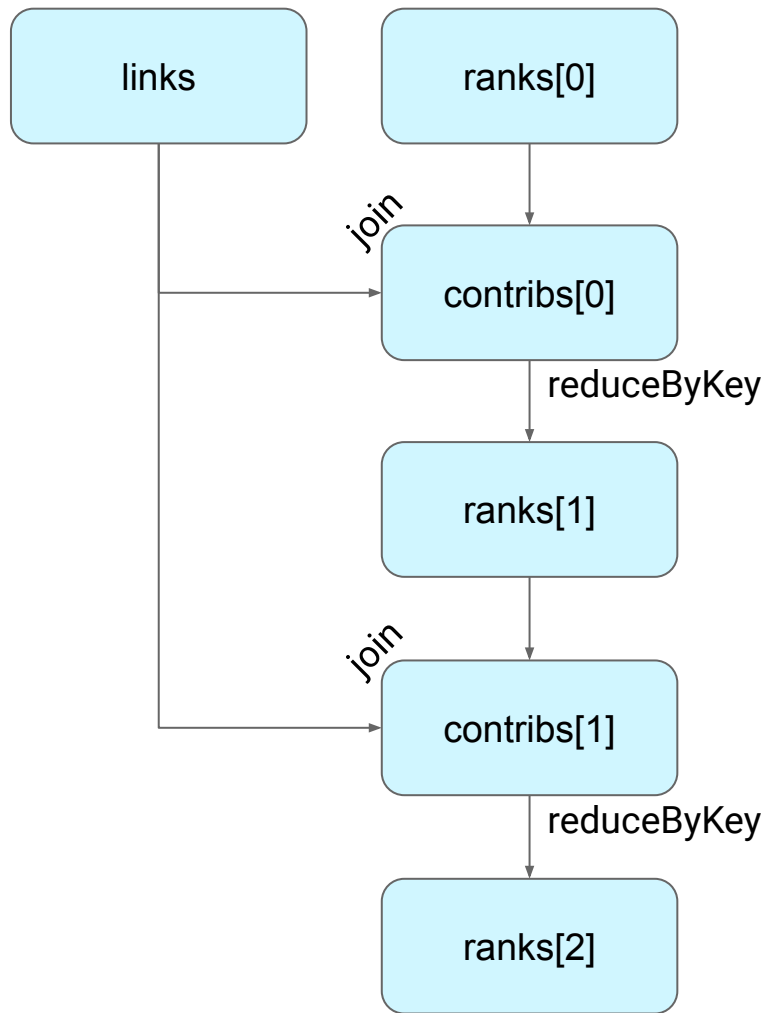 links
ranks[0]
join
contribs[0]
reduceByKey
ranks[1]
join
contribs[1]
reduceByKey
ranks[2]